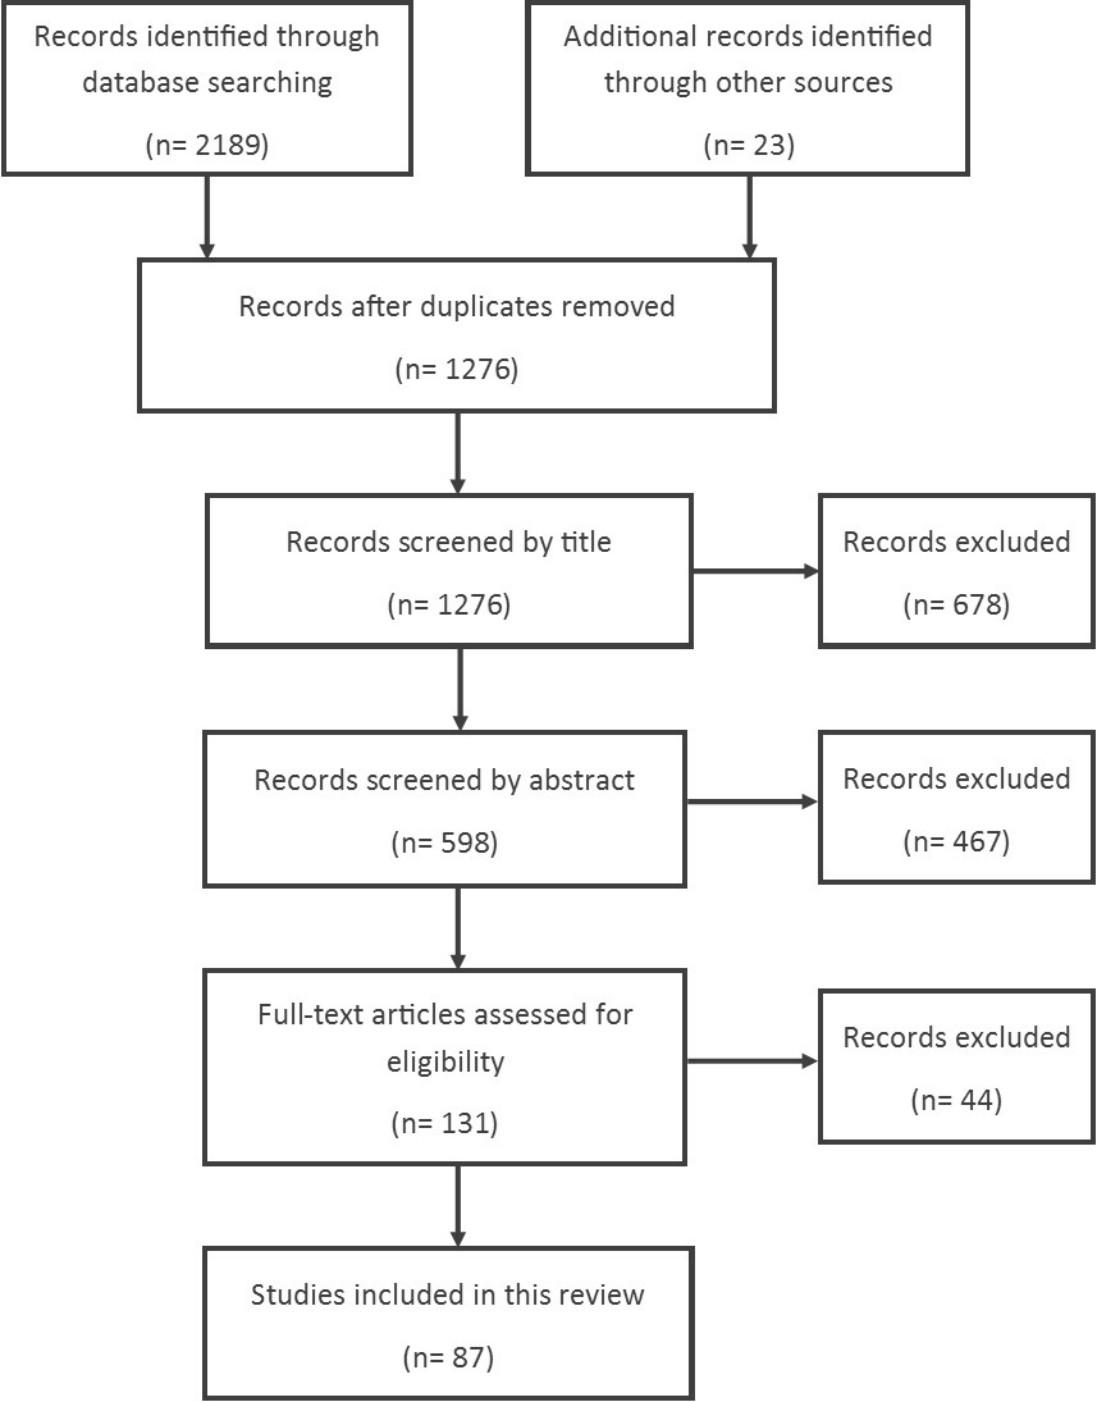 Records identified through
database searching
(n= 2189)
Additional records identified
through other sources
(n= 23)
Records after duplicates removed
(n= 1276)
Records screened by title
(n= 1276)
Records excluded
(n= 678)
Records screened by abstract
(n= 598)
Records excluded
(n= 467)
Full-text articles assessed for
eligibility
(n= 131)
Records excluded
(n= 44)
Studies included in this review
(n= 87)